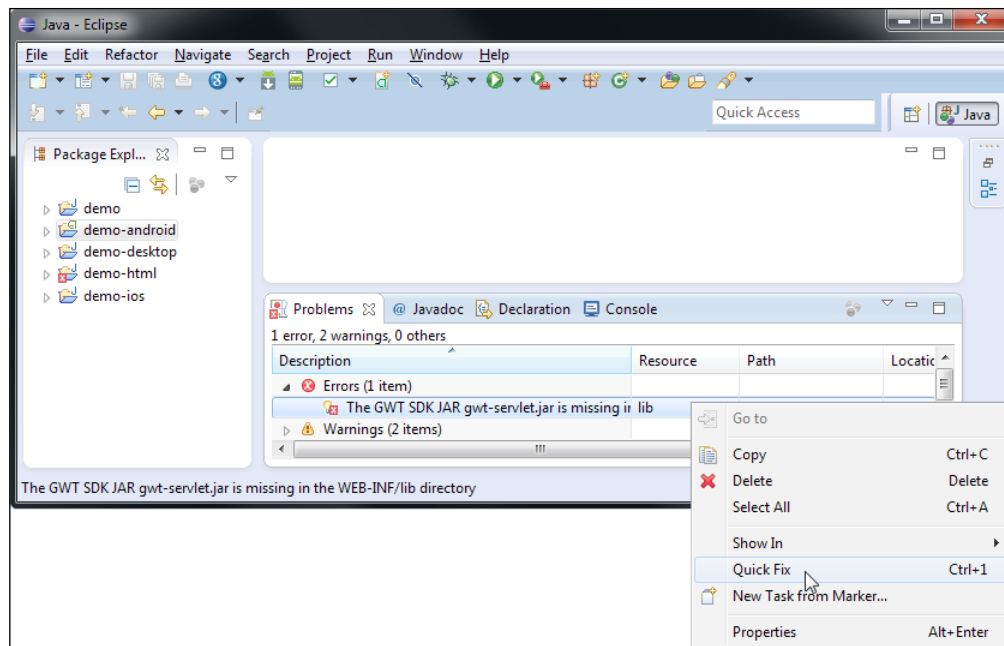 Java - Eclipse
File Edit Refactor Navigate Search Project Run Window Help
8
Quick Access
Java
Package Expl...
demo
demo-android
demo-desktop
demo-html
demo-ios
Problems @ Javadoc Declaration Console
1 error, 2 warnings, 0 others
Description Resource Path Locatic
Errors (1 item)
The GWT SDK JAR gwt-servlet.jar is missing ir lib
Warnings (2 items)
The GWT SDK JAR gwt-servlet.jar is missing in the WEB-INF/lib directory
Go to
Copy Ctrl+C
Delete Delete
Select All Ctrl+A
Show In
Quick Fix Ctrl+1
New Task from Marker...
Properties Alt+Enter